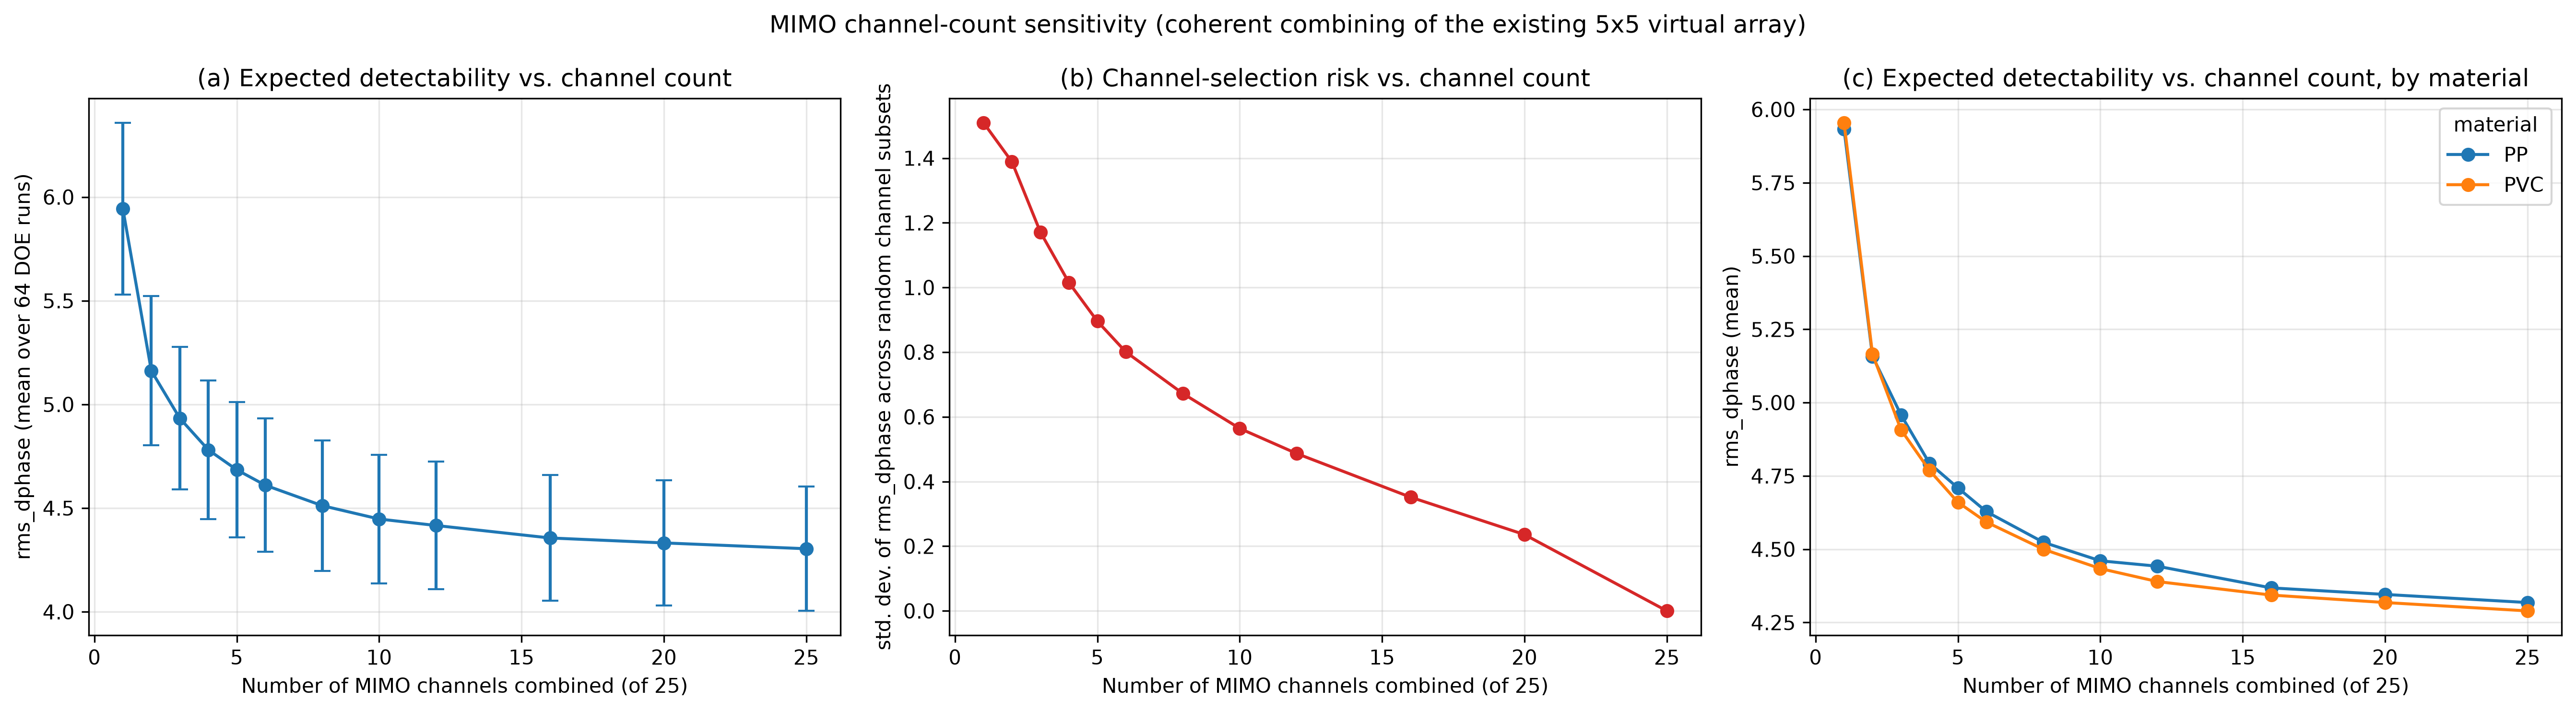 MIMO channel-count sensitivity (coherent combining of the existing 5x5 virtual array)
(a) Expected detectability vs. channel count
rms_dphase (mean over 64 DOE runs)
6.0
5.5
5.0
4.5
4.0
0 5 10 15 20 25
Number of MIMO channels combined (of 25)
(b) Channel-selection risk vs. channel count
std. dev. of rms_dphase across random channel subsets
1.4
1.2
1.0
0.8
0.6
0.4
0.2
0.0
0 5 10 15 20 25
Number of MIMO channels combined (of 25)
(c) Expected detectability vs. channel count, by material
rms_dphase (mean)
6.00
5.75
5.50
5.25
5.00
4.75
4.50
4.25
material
PP
PVC
0 5 10 15 20 25
Number of MIMO channels combined (of 25)